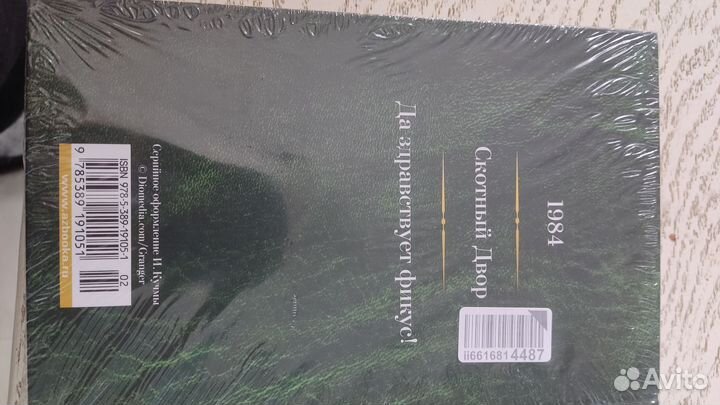 1984
Скотный Двор
Да здравствует фикус!
ii6616814487
Серийное оформление И. Кучмы
© Diomedia.com/Granger
ISBN 978-5-389-19105-1
02
9 785389 191051
www.azbooka.ru
Avito